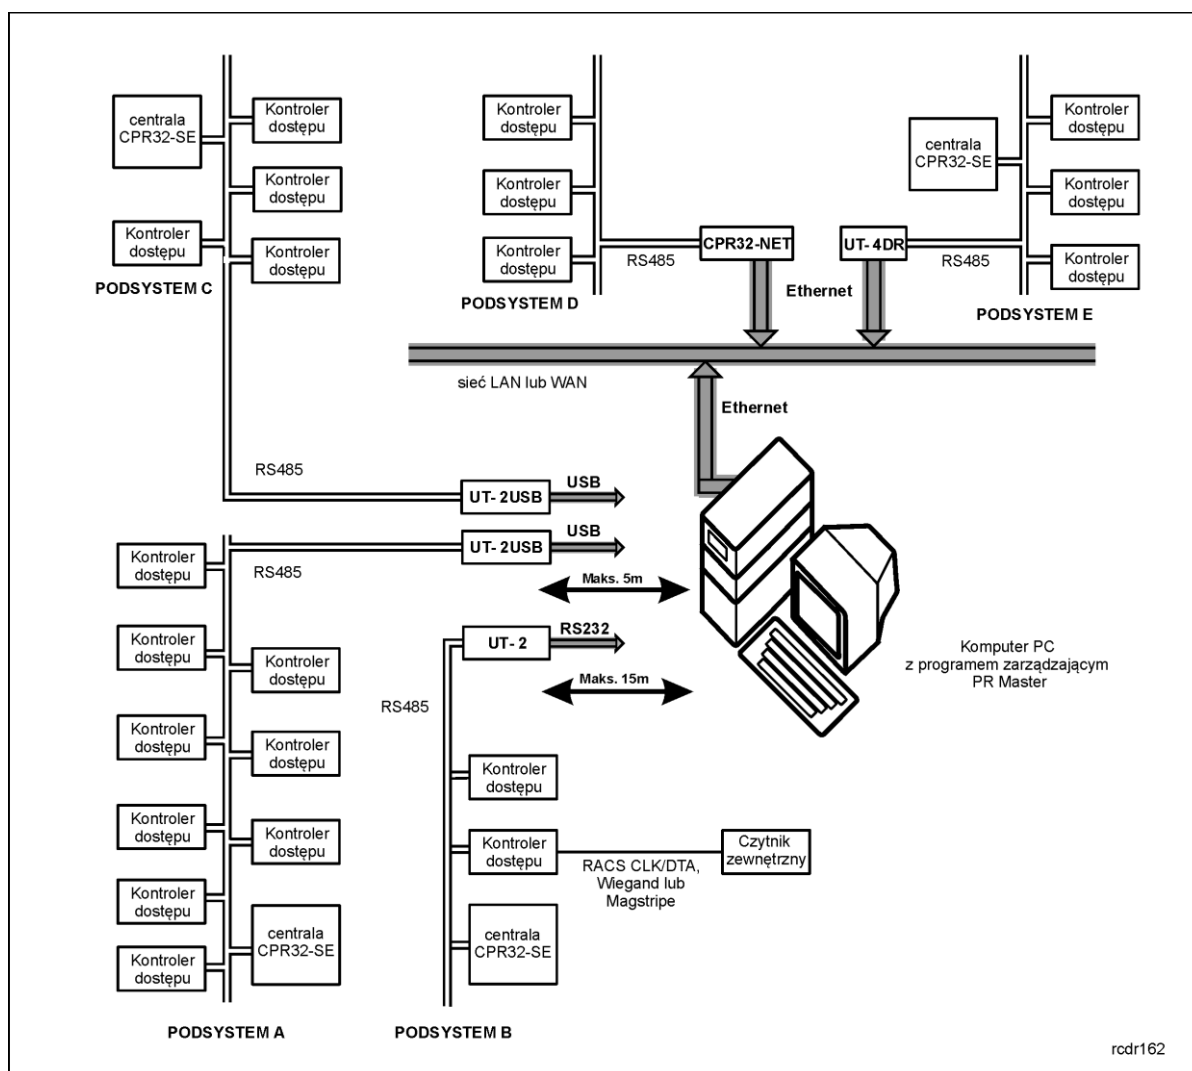 centrala
CPR32-SE
Kontroler
dostępu
Kontroler
dostępu
Kontroler
dostępu
Kontroler
dostępu
PODSYSTEM C
Kontroler
dostępu
Kontroler
dostępu
Kontroler
dostępu
PODSYSTEM D
RS485
CPR32-NET
UT- 4DR
RS485
centrala
CPR32-SE
Kontroler
dostępu
Kontroler
dostępu
Kontroler
dostępu
PODSYSTEM E
Ethernet
sieć LAN lub WAN
Ethernet
RS485
UT- 2USB
USB
UT- 2USB
USB
RS485
Maks. 5m
UT- 2
RS232
Maks. 15m
RS485
Komputer PC
z programem zarządzającym
PR Master
Kontroler
dostępu
Kontroler
dostępu
Kontroler
dostępu
Kontroler
dostępu
Kontroler
dostępu
Kontroler
dostępu
Kontroler
dostępu
Kontroler
dostępu
Kontroler
dostępu
centrala
CPR32-SE
PODSYSTEM A
Kontroler
dostępu
Kontroler
dostępu
RACS CLK/DTA,
Wiegand lub
Magstripe
Czytnik
zewnętrzny
centrala
CPR32-SE
PODSYSTEM B
rcdr162